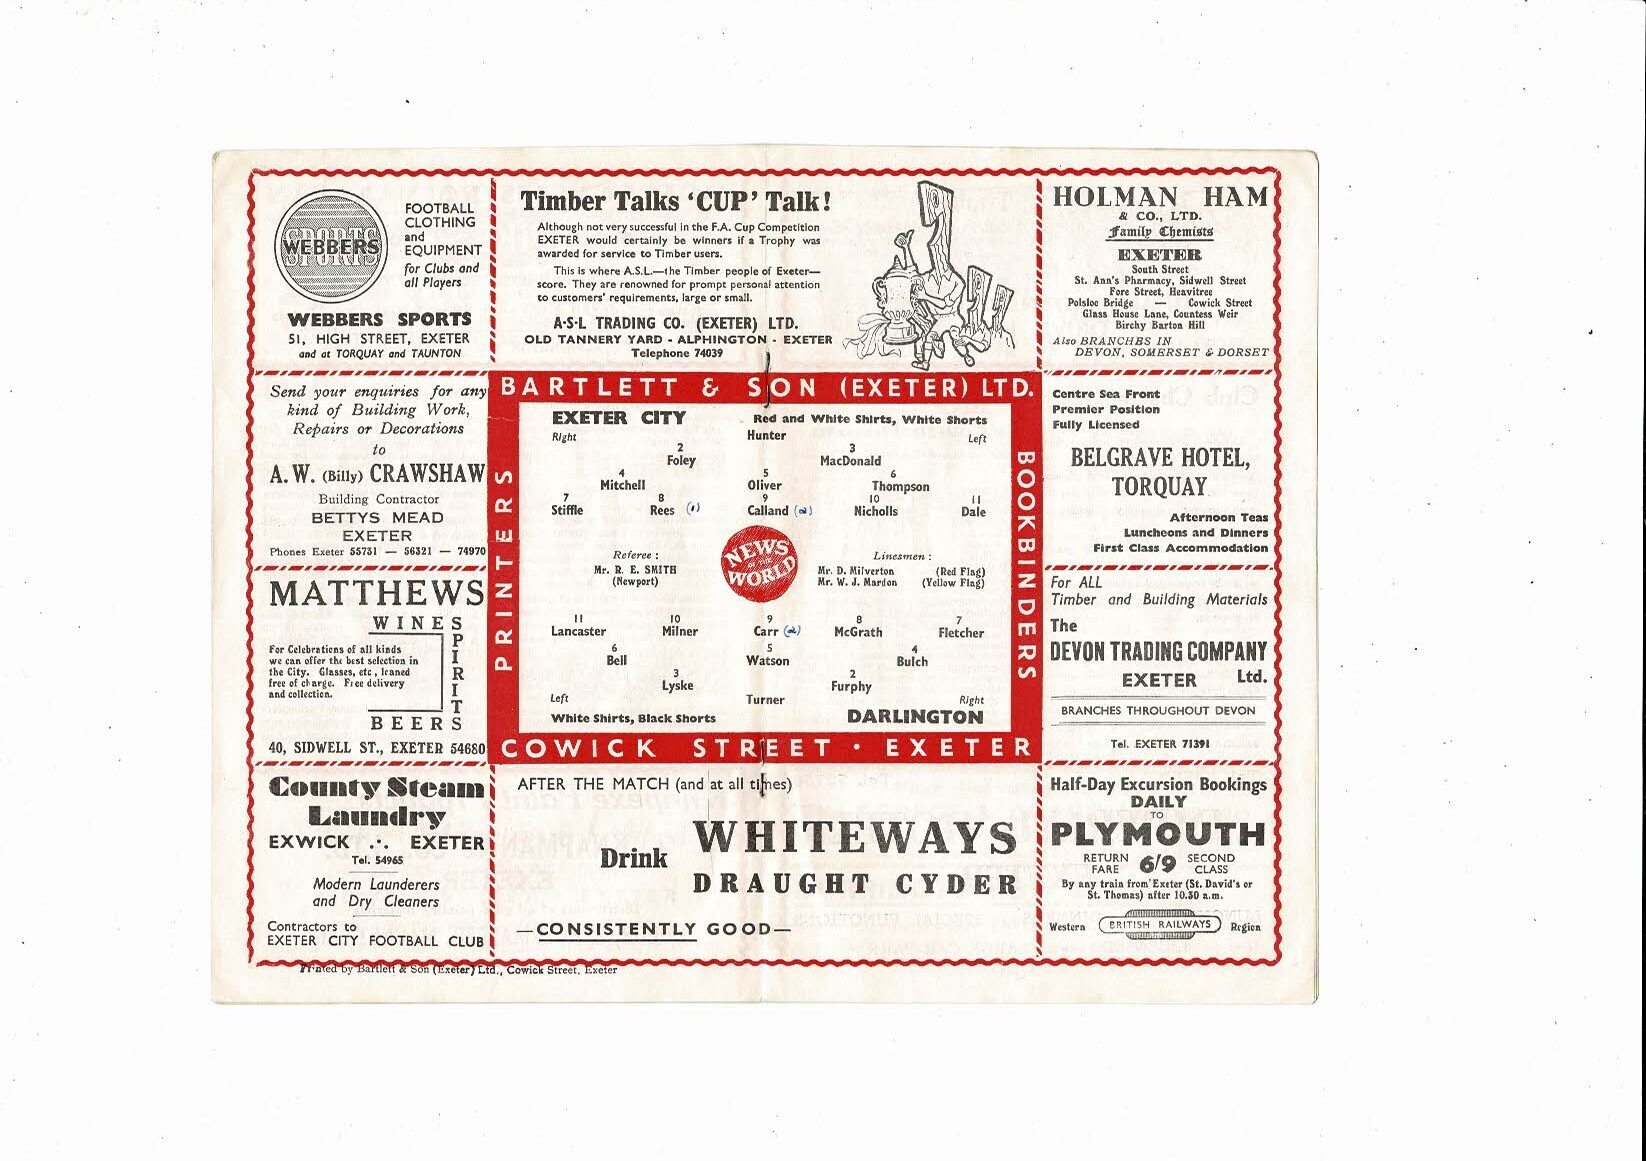 SPORTS
WEBBERS
FOOTBALL
CLOTHING
and
EQUIPMENT
for Clubs and
all Players
WEBBERS SPORTS
51, HIGH STREET, EXETER
and at TORQUAY and TAUNTON
Timber Talks 'CUP' Talk!
Although not very successful in the F.A. Cup Competition
EXETER would certainly be winners if a Trophy was
awarded for service to Timber users.
This is where A.S.L.—the Timber people of Exeter—
score. They are renowned for prompt personal attention
to customers' requirements, large or small.
A·S·L TRADING CO. (EXETER) LTD.
OLD TANNERY YARD - ALPHINGTON - EXETER
Telephone 74039
HOLMAN HAM
& CO., LTD.
Family Chemists
EXETER
South Street
St. Ann's Pharmacy, Sidwell Street
Fore Street, Heavitree
Polsloe Bridge — Cowick Street
Glass House Lane, Countess Weir
Birchy Barton Hill
Also BRANCHES IN
DEVON, SOMERSET & DORSET
Send your enquiries for any
kind of Building Work,
Repairs or Decorations
to
A.W. (Billy) CRAWSHAW
Building Contractor
BETTYS MEAD
EXETER
Phones Exeter 55731 — 56321 — 74970
MATTHEWS
WINES
SPIRITS
BEERS
For Celebrations of all kinds
we can offer the best selection in
the City. Glasses, etc, leaned
free of charge. Free delivery
and collection.
40, SIDWELL ST., EXETER 54680
BARTLETT & SON (EXETER) LTD.
PRINTERS
BOOKBINDERS
EXETER CITY Red and White Shirts, White Shorts
Right Hunter Left
2 3
Foley MacDonald
4 5 6
Mitchell Oliver Thompson
7 8 9 10 11
Stiffle Rees (1) Calland (2) Nicholls Dale
NEWS
OF THE
WORLD
Referee : Linesmen :
Mr. R. E. SMITH Mr. D. Milverton (Red Flag)
(Newport) Mr. W. J. Mardon (Yellow Flag)
11 10 9 8 7
Lancaster Milner Carr (2) McGrath Fletcher
6 5 4
Bell Watson Bulch
3 2
Lyske Furphy
Left Turner Right
White Shirts, Black Shorts DARLINGTON
COWICK STREET · EXETER
Centre Sea Front
Premier Position
Fully Licensed
BELGRAVE HOTEL,
TORQUAY
Afternoon Teas
Luncheons and Dinners
First Class Accommodation
For ALL
Timber and Building Materials
The
DEVON TRADING COMPANY
EXETER Ltd.
BRANCHES THROUGHOUT DEVON
Tel. EXETER 71391
County Steam
Laundry
EXWICK .·. EXETER
Tel. 54965
Modern Launderers
and Dry Cleaners
Contractors to
EXETER CITY FOOTBALL CLUB
AFTER THE MATCH (and at all times)
Drink
WHITEWAYS
DRAUGHT CYDER
—CONSISTENTLY GOOD—
Half-Day Excursion Bookings
DAILY
TO
PLYMOUTH
RETURN FARE 6/9 SECOND CLASS
By any train from Exeter (St. David's or
St. Thomas) after 10.30 a.m.
Western BRITISH RAILWAYS Region
Printed by Bartlett & Son (Exeter) Ltd., Cowick Street, Exeter